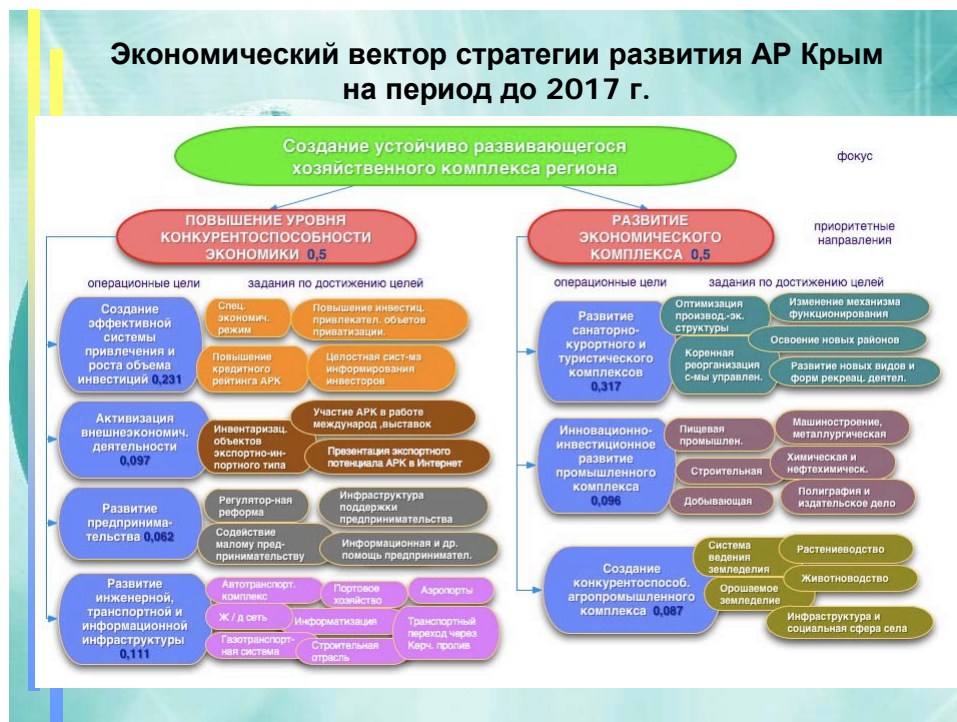 Экономический вектор стратегии развития АР Крым
на период до 2017 г.
Создание устойчиво развивающегося
хозяйственного комплекса региона
фокус
ПОВЫШЕНИЕ УРОВНЯ
КОНКУРЕНТОСПОСОБНОСТИ
ЭКОНОМИКИ 0,5
РАЗВИТИЕ
ЭКОНОМИЧЕСКОГО
КОМПЛЕКСА 0,5
приоритетные
направления
операционные цели
задания по достижению целей
Создание
эффективной
системы
привлечения и
роста объема
инвестиций 0,231
Спец.
экономич.
режим
Повышение инвестиц.
привлекател. объетов
приватизации.
Повышение
кредитного
рейтинга АРК
Целостная сист-ма
информирования
инвесторов
Активизация
внешнеэкономич.
деятельности
0,097
Инвентаризац.
объектов
экспортно-ин-
портного типа
Участие АРК в работе
международ ,выставок
Презентация экспортного
потенциала АРК в Интернет
Развитие
предпринима-
тельства 0,062
Регулятор-ная
реформа
Инфраструктура
поддержки
предпринимательства
Содействие
малому пред-
принимательству
Информационная и др.
помощь предпринимател.
Развитие
инженерной,
транспортной и
информационной
инфраструктуры
0,111
Автотранспорт.
комплекс
Портовое
хозяйство
Аэропорты
Ж / д сеть
Информатизация
Транспортный
переход через
Керч. пролив
Газотранспорт-
ная система
Строительная
отрасль
операционные цели
задания по достижению целей
Развитие
санаторно-
курортного и
туристического
комплексов
0,317
Оптимизация
производ.-эк.
структуры
Изменение механизма
функционирования
Коренная
реорганизация
с-мы управлен.
Освоение новых районов
Развитие новых видов и
форм рекреац. деятел.
Инновационно-
инвестиционное
развитие
промышленного
комплекса
0,096
Пищевая
промышлен.
Машиностроение,
металлургическая
Строительная
Химическая и
нефтехимическ.
Добывающая
Полиграфия и
издательское дело
Создание
конкурентоспособ.
агропромышленного
комплекса 0,087
Система
ведения
земледелия
Растениеводство
Орошаемое
земледелие
Животноводство
Инфраструктура и
социальная сфера села